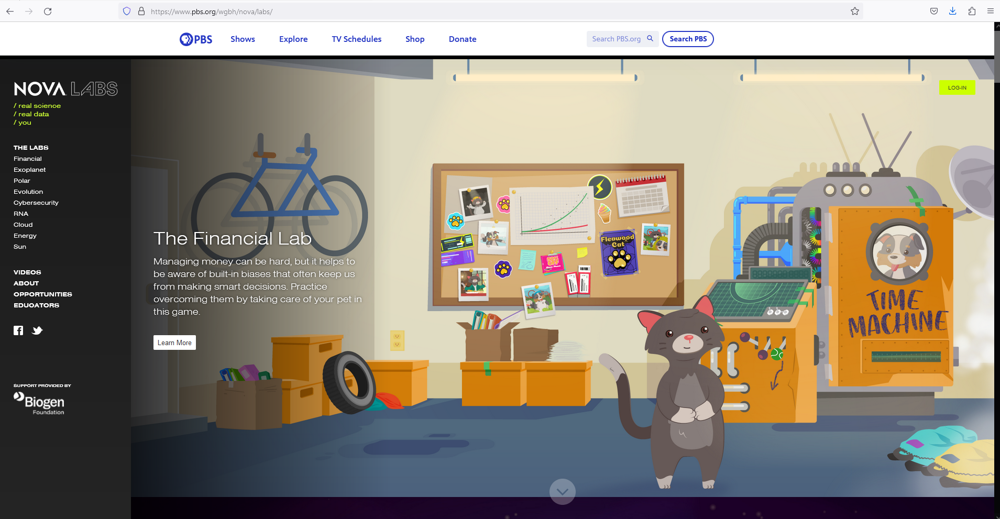 https://www.pbs.org/wgbh/nova/labs/
PBS
Shows
Explore
TV Schedules
Shop
Donate
Search PBS.org
Search PBS
NOVA LABS
/ real science
/ real data
/ you
LOG-IN
THE LABS
Financial
Exoplanet
Polar
Evolution
Cybersecurity
RNA
Cloud
Energy
Sun
VIDEOS
ABOUT
OPPORTUNITIES
EDUCATORS
SUPPORT PROVIDED BY
Biogen
Foundation
The Financial Lab
Managing money can be hard, but it helps to
be aware of built-in biases that often keep us
from making smart decisions. Practice
overcoming them by taking care of your pet in
this game.
Learn More
Fleawood
Cat
TIME
MACHINE